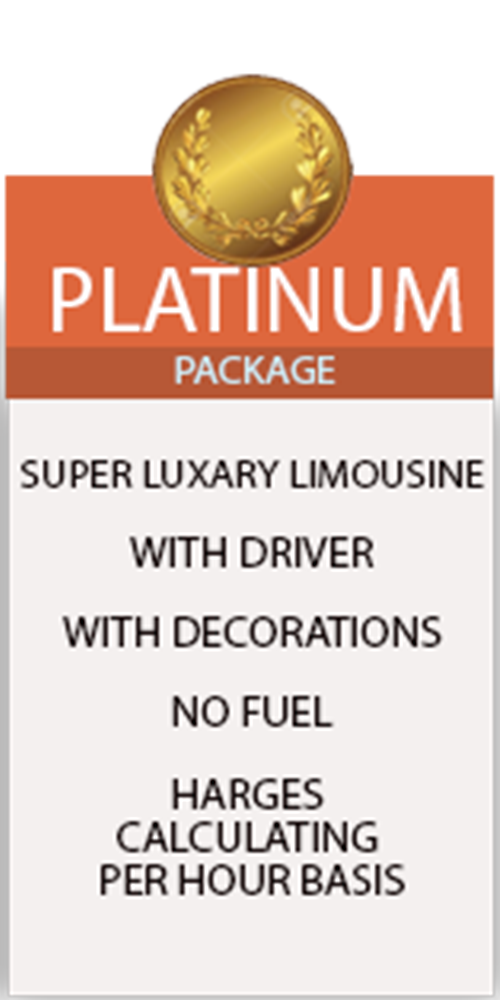 PLATINUM
PACKAGE
SUPER LUXARY LIMOUSINE
WITH DRIVER
WITH DECORATIONS
NO FUEL
HARGES
CALCULATING
PER HOUR BASIS